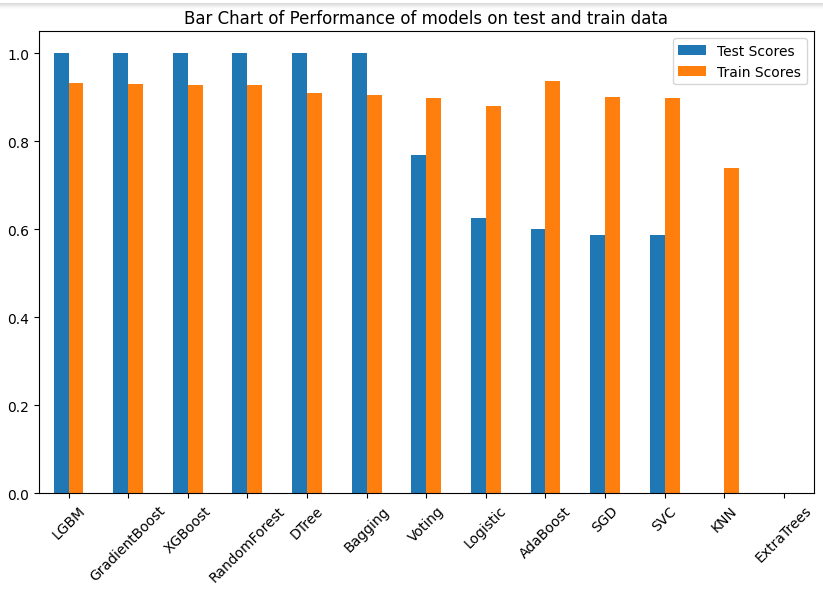 Bar Chart of Performance of models on test and train data
Test Scores
Train Scores
1.0
0.8
0.6
0.4
0.2
0.0
LGBM
GradientBoost
XGBoost
RandomForest
DTree
Bagging
Voting
Logistic
AdaBoost
SGD
SVC
KNN
ExtraTrees